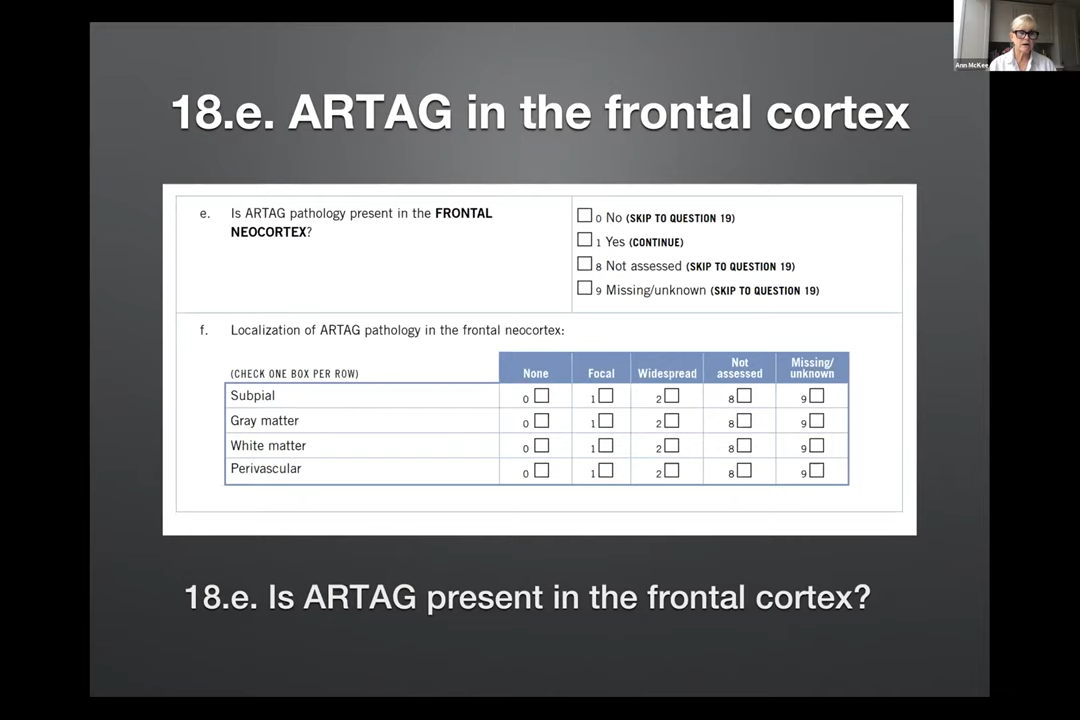 Ann McKee
18.e. ARTAG in the frontal cortex
e. Is ARTAG pathology present in the FRONTAL
NEOCORTEX?
0 No (SKIP TO QUESTION 19)
1 Yes (CONTINUE)
8 Not assessed (SKIP TO QUESTION 19)
9 Missing/unknown (SKIP TO QUESTION 19)
f. Localization of ARTAG pathology in the frontal neocortex:
(CHECK ONE BOX PER ROW) None Focal Widespread Not assessed Missing/unknown
Subpial 0 1 2 8 9
Gray matter 0 1 2 8 9
White matter 0 1 2 8 9
Perivascular 0 1 2 8 9
18.e. Is ARTAG present in the frontal cortex?